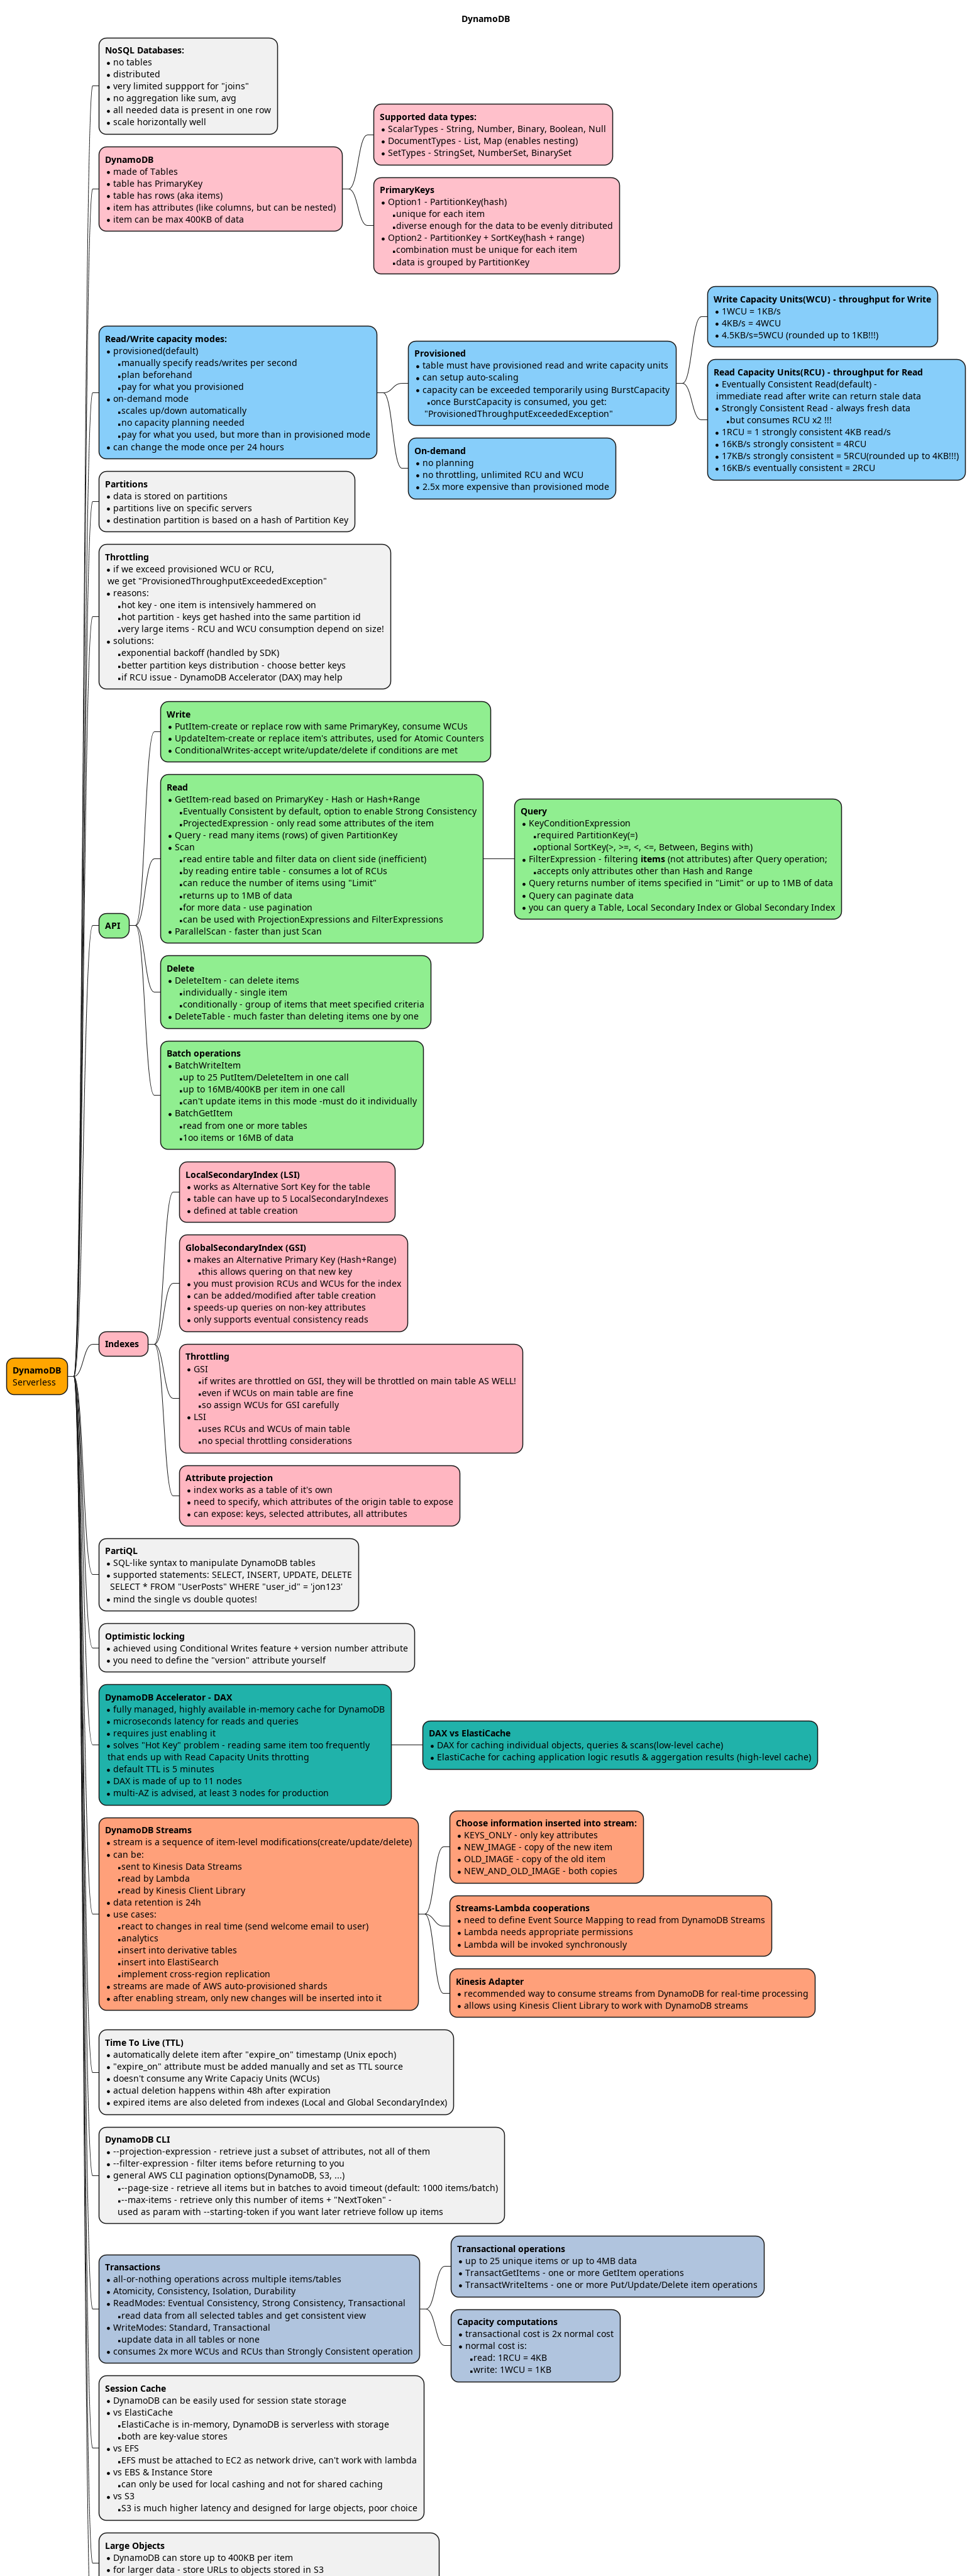 DynamoDB
NoSQL Databases:
• no tables
• distributed
• very limited suppport for "joins"
• no aggregation like sum, avg
• all needed data is present in one row
• scale horizontally well
DynamoDB
• made of Tables
• table has PrimaryKey
• table has rows (aka items)
• item has attributes (like columns, but can be nested)
• item can be max 400KB of data
Supported data types:
• ScalarTypes - String, Number, Binary, Boolean, Null
• DocumentTypes - List, Map (enables nesting)
• SetTypes - StringSet, NumberSet, BinarySet
PrimaryKeys
• Option1 - PartitionKey(hash)
▪unique for each item
▪diverse enough for the data to be evenly ditributed
• Option2 - PartitionKey + SortKey(hash + range)
▪combination must be unique for each item
▪data is grouped by PartitionKey
Read/Write capacity modes:
• provisioned(default)
▪manually specify reads/writes per second
▪plan beforehand
▪pay for what you provisioned
• on-demand mode
▪scales up/down automatically
▪no capacity planning needed
▪pay for what you used, but more than in provisioned mode
• can change the mode once per 24 hours
Provisioned
• table must have provisioned read and write capacity units
• can setup auto-scaling
• capacity can be exceeded temporarily using BurstCapacity
▪once BurstCapacity is consumed, you get:
"ProvisionedThroughputExceededException"
On-demand
• no planning
• no throttling, unlimited RCU and WCU
• 2.5x more expensive than provisioned mode
Write Capacity Units(WCU) - throughput for Write
• 1WCU = 1KB/s
• 4KB/s = 4WCU
• 4.5KB/s=5WCU (rounded up to 1KB!!!)
Read Capacity Units(RCU) - throughput for Read
• Eventually Consistent Read(default) -
immediate read after write can return stale data
• Strongly Consistent Read - always fresh data
▪but consumes RCU x2 !!!
• 1RCU = 1 strongly consistent 4KB read/s
• 16KB/s strongly consistent = 4RCU
• 17KB/s strongly consistent = 5RCU(rounded up to 4KB!!!)
• 16KB/s eventually consistent = 2RCU
Partitions
• data is stored on partitions
• partitions live on specific servers
• destination partition is based on a hash of Partition Key
Throttling
• if we exceed provisioned WCU or RCU,
we get "ProvisionedThroughputExceededException"
• reasons:
▪hot key - one item is intensively hammered on
▪hot partition - keys get hashed into the same partition id
▪very large items - RCU and WCU consumption depend on size!
• solutions:
▪exponential backoff (handled by SDK)
▪better partition keys distribution - choose better keys
▪if RCU issue - DynamoDB Accelerator (DAX) may help
API
Write
• PutItem-create or replace row with same PrimaryKey, consume WCUs
• UpdateItem-create or replace item's attributes, used for Atomic Counters
• ConditionalWrites-accept write/update/delete if conditions are met
Read
• GetItem-read based on PrimaryKey - Hash or Hash+Range
▪Eventually Consistent by default, option to enable Strong Consistency
▪ProjectedExpression - only read some attributes of the item
• Query - read many items (rows) of given PartitionKey
• Scan
▪read entire table and filter data on client side (inefficient)
▪by reading entire table - consumes a lot of RCUs
▪can reduce the number of items using "Limit"
▪returns up to 1MB of data
▪for more data - use pagination
▪can be used with ProjectionExpressions and FilterExpressions
• ParallelScan - faster than just Scan
Query
• KeyConditionExpression
▪required PartitionKey(=)
▪optional SortKey(>, >=, <, <=, Between, Begins with)
• FilterExpression - filtering items (not attributes) after Query operation;
▪accepts only attributes other than Hash and Range
• Query returns number of items specified in "Limit" or up to 1MB of data
• Query can paginate data
• you can query a Table, Local Secondary Index or Global Secondary Index
Delete
• DeleteItem - can delete items
▪individually - single item
▪conditionally - group of items that meet specified criteria
• DeleteTable - much faster than deleting items one by one
Batch operations
• BatchWriteItem
▪up to 25 PutItem/DeleteItem in one call
▪up to 16MB/400KB per item in one call
▪can't update items in this mode -must do it individually
• BatchGetItem
▪read from one or more tables
▪1oo items or 16MB of data
DynamoDB
Serverless
Indexes
LocalSecondaryIndex (LSI)
• works as Alternative Sort Key for the table
• table can have up to 5 LocalSecondaryIndexes
• defined at table creation
GlobalSecondaryIndex (GSI)
• makes an Alternative Primary Key (Hash+Range)
▪this allows quering on that new key
• you must provision RCUs and WCUs for the index
• can be added/modified after table creation
• speeds-up queries on non-key attributes
• only supports eventual consistency reads
Throttling
• GSI
▪if writes are throttled on GSI, they will be throttled on main table AS WELL!
▪even if WCUs on main table are fine
▪so assign WCUs for GSI carefully
• LSI
▪uses RCUs and WCUs of main table
▪no special throttling considerations
Attribute projection
• index works as a table of it's own
• need to specify, which attributes of the origin table to expose
• can expose: keys, selected attributes, all attributes
PartiQL
• SQL-like syntax to manipulate DynamoDB tables
• supported statements: SELECT, INSERT, UPDATE, DELETE
SELECT * FROM "UserPosts" WHERE "user_id" = 'jon123'
• mind the single vs double quotes!
Optimistic locking
• achieved using Conditional Writes feature + version number attribute
• you need to define the "version" attribute yourself
DynamoDB Accelerator - DAX
• fully managed, highly available in-memory cache for DynamoDB
• microseconds latency for reads and queries
• requires just enabling it
• solves "Hot Key" problem - reading same item too frequently
that ends up with Read Capacity Units throtting
• default TTL is 5 minutes
• DAX is made of up to 11 nodes
• multi-AZ is advised, at least 3 nodes for production
DAX vs ElastiCache
• DAX for caching individual objects, queries & scans(low-level cache)
• ElastiCache for caching application logic resutls & aggergation results (high-level cache)
DynamoDB Streams
• stream is a sequence of item-level modifications(create/update/delete)
• can be:
▪sent to Kinesis Data Streams
▪read by Lambda
▪read by Kinesis Client Library
• data retention is 24h
• use cases:
▪react to changes in real time (send welcome email to user)
▪analytics
▪insert into derivative tables
▪insert into ElastiSearch
▪implement cross-region replication
• streams are made of AWS auto-provisioned shards
• after enabling stream, only new changes will be inserted into it
Choose information inserted into stream:
• KEYS_ONLY - only key attributes
• NEW_IMAGE - copy of the new item
• OLD_IMAGE - copy of the old item
• NEW_AND_OLD_IMAGE - both copies
Streams-Lambda cooperations
• need to define Event Source Mapping to read from DynamoDB Streams
• Lambda needs appropriate permissions
• Lambda will be invoked synchronously
Kinesis Adapter
• recommended way to consume streams from DynamoDB for real-time processing
• allows using Kinesis Client Library to work with DynamoDB streams
Time To Live (TTL)
• automatically delete item after "expire_on" timestamp (Unix epoch)
• "expire_on" attribute must be added manually and set as TTL source
• doesn't consume any Write Capaciy Units (WCUs)
• actual deletion happens within 48h after expiration
• expired items are also deleted from indexes (Local and Global SecondaryIndex)
DynamoDB CLI
• --projection-expression - retrieve just a subset of attributes, not all of them
• --filter-expression - filter items before returning to you
• general AWS CLI pagination options(DynamoDB, S3, ...)
▪--page-size - retrieve all items but in batches to avoid timeout (default: 1000 items/batch)
▪--max-items - retrieve only this number of items + "NextToken" -
used as param with --starting-token if you want later retrieve follow up items
Transactions
• all-or-nothing operations across multiple items/tables
• Atomicity, Consistency, Isolation, Durability
• ReadModes: Eventual Consistency, Strong Consistency, Transactional
▪read data from all selected tables and get consistent view
• WriteModes: Standard, Transactional
▪update data in all tables or none
• consumes 2x more WCUs and RCUs than Strongly Consistent operation
Transactional operations
• up to 25 unique items or up to 4MB data
• TransactGetItems - one or more GetItem operations
• TransactWriteItems - one or more Put/Update/Delete item operations
Capacity computations
• transactional cost is 2x normal cost
• normal cost is:
▪read: 1RCU = 4KB
▪write: 1WCU = 1KB
Session Cache
• DynamoDB can be easily used for session state storage
• vs ElastiCache
▪ElastiCache is in-memory, DynamoDB is serverless with storage
▪both are key-value stores
• vs EFS
▪EFS must be attached to EC2 as network drive, can't work with lambda
• vs EBS & Instance Store
▪can only be used for local cashing and not for shared caching
• vs S3
▪S3 is much higher latency and designed for large objects, poor choice
Large Objects
• DynamoDB can store up to 400KB per item
• for larger data - store URLs to objects stored in S3